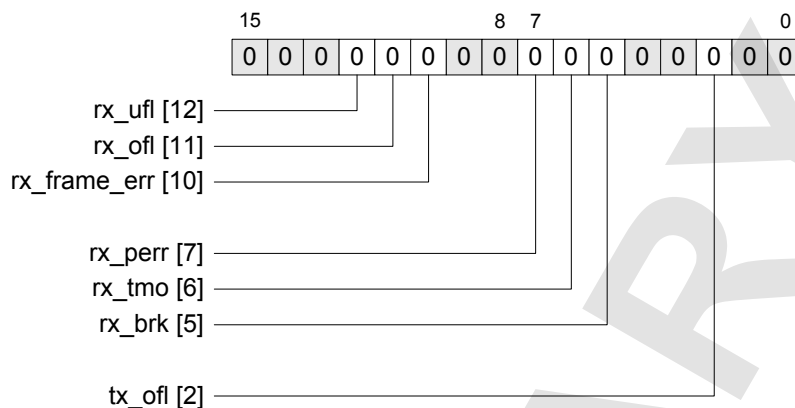 15 8 7 0
0 0 0 0 0 0 0 0 0 0 0 0 0 0 0 0
rx_ufl [12]
rx_ofl [11]
rx_frame_err [10]
rx_perr [7]
rx_tmo [6]
rx_brk [5]
tx_ofl [2]
RY